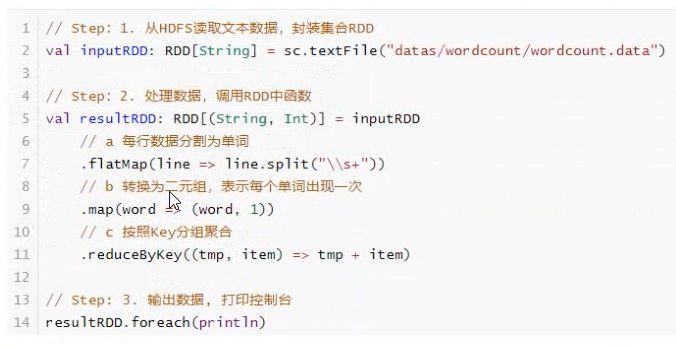 1 // Step: 1. 从HDFS读取文本数据，封装集合RDD
2 val inputRDD: RDD[String] = sc.textFile("datas/wordcount/wordcount.data")
3
4 // Step: 2. 处理数据，调用RDD中函数
5 val resultRDD: RDD[(String, Int)] = inputRDD
6 // a 每行数据分割为单词
7 .flatMap(line => line.split("\\s+"))
8 // b 转换为二元组，表示每个单词出现一次
9 .map(word => (word, 1))
10 // c 按照Key分组聚合
11 .reduceByKey((tmp, item) => tmp + item)
12
13 // Step: 3. 输出数据，打印控制台
14 resultRDD.foreach(println)